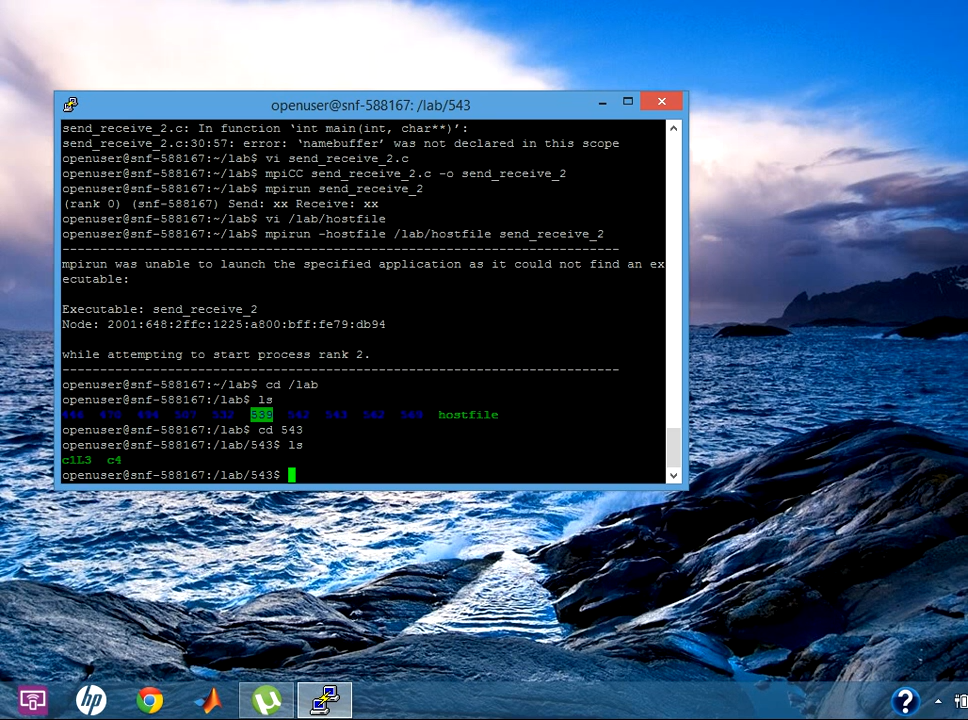 openuser@snf-588167: /lab/543
send_receive_2.c: In function ‘int main(int, char**)’:
send_receive_2.c:30:57: error: ‘namebuffer’ was not declared in this scope
openuser@snf-588167:~/lab$ vi send_receive_2.c
openuser@snf-588167:~/lab$ mpiCC send_receive_2.c -o send_receive_2
openuser@snf-588167:~/lab$ mpirun send_receive_2
(rank 0) (snf-588167) Send: xx Receive: xx
openuser@snf-588167:~/lab$ vi /lab/hostfile
openuser@snf-588167:~/lab$ mpirun -hostfile /lab/hostfile send_receive_2
--------------------------------------------------------------------------
mpirun was unable to launch the specified application as it could not find an ex
ecutable:
Executable: send_receive_2
Node: 2001:648:2ffc:1225:a800:bff:fe79:db94
while attempting to start process rank 2.
--------------------------------------------------------------------------
openuser@snf-588167:~/lab$ cd /lab
openuser@snf-588167:/lab$ ls
507 532 539 542 543 562 569 hostfile
openuser@snf-588167:/lab$ cd 543
openuser@snf-588167:/lab/543$ ls
c1L3 c4
openuser@snf-588167:/lab/543$
hp